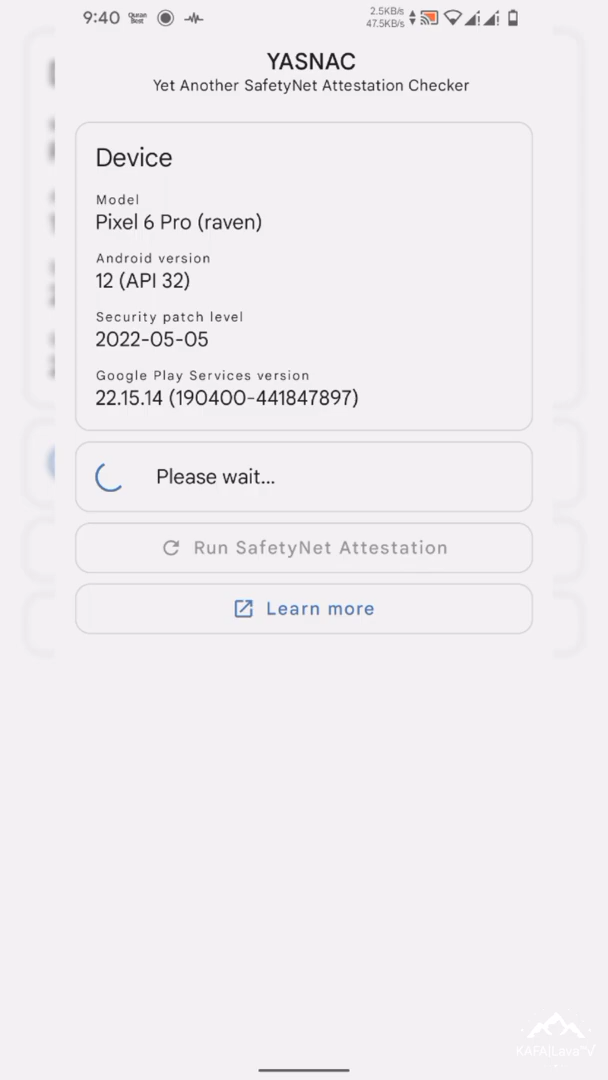 9:40
Quran
Best
2.5KB/s
47.5KB/s
YASNAC
Yet Another SafetyNet Attestation Checker
Device
Model
Pixel 6 Pro (raven)
Android version
12 (API 32)
Security patch level
2022-05-05
Google Play Services version
22.15.14 (190400-441847897)
Please wait...
Run SafetyNet Attestation
Learn more